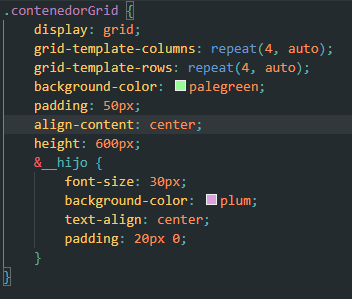 .contenedorGrid {
display: grid;
grid-template-columns: repeat(4, auto);
grid-template-rows: repeat(4, auto);
background-color: palegreen;
padding: 50px;
align-content: center;
height: 600px;
&__hijo {
font-size: 30px;
background-color: plum;
text-align: center;
padding: 20px 0;
}
}